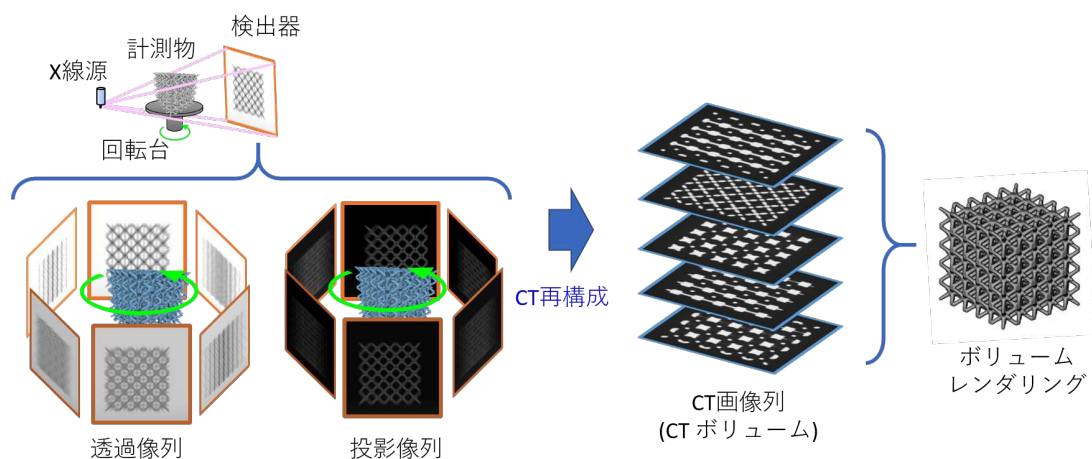 検出器
計測物
X線源
回転台
透過像列
投影像列
CT再構成
CT画像列
(CT ボリューム)
ボリューム
レンダリング